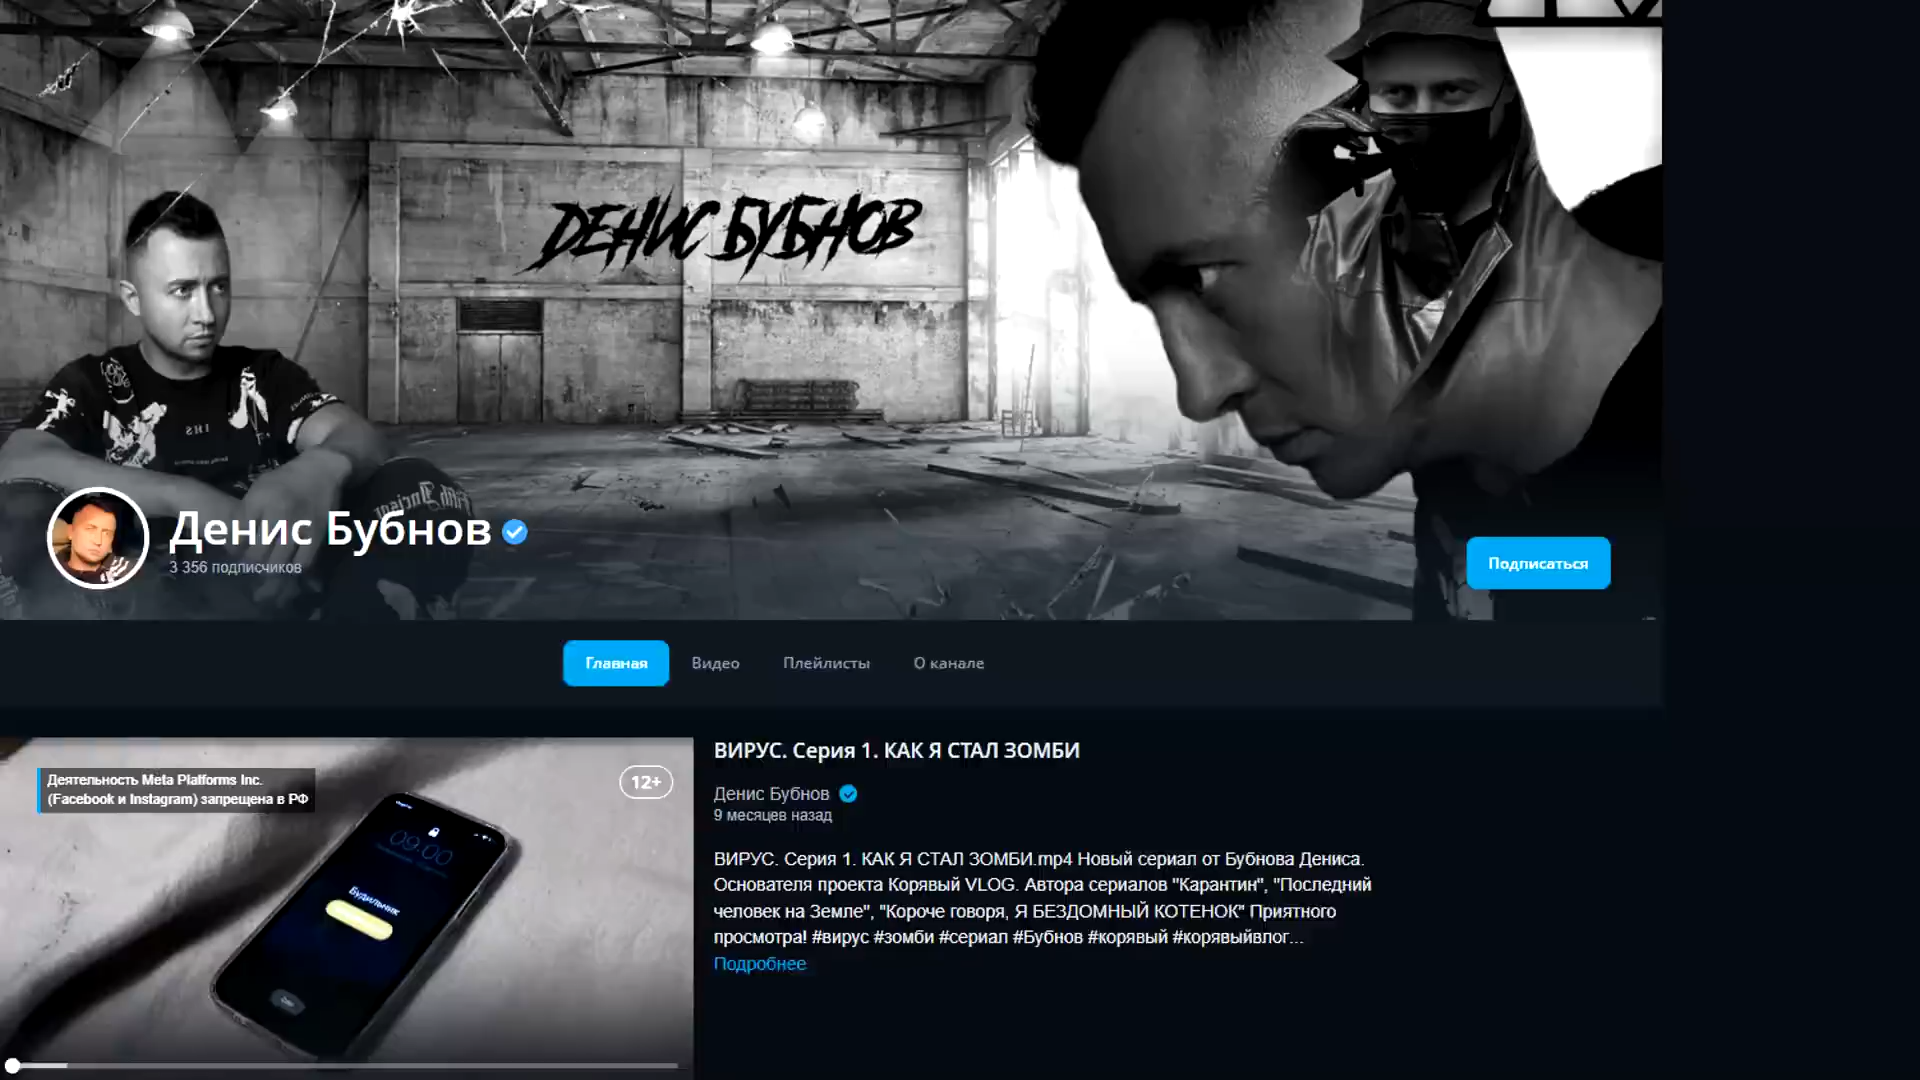 ДЕНИС БУБНОВ
IHS
Денис Бубнов
3 356 подписчиков
Подписаться
Главная
Видео
Плейлисты
О канале
Деятельность Meta Platforms Inc.
(Facebook и Instagram) запрещена в РФ
12+
09:00
Будильник
ВИРУС. Серия 1. КАК Я СТАЛ ЗОМБИ
Денис Бубнов
9 месяцев назад
ВИРУС. Серия 1. КАК Я СТАЛ ЗОМБИ.mp4 Новый сериал от Бубнова Дениса.
Основателя проекта Корявый VLOG. Автора сериалов "Карантин", "Последний
человек на Земле", "Короче говоря, Я БЕЗДОМНЫЙ КОТЕНОК" Приятного
просмотра! #вирус #зомби #сериал #Бубнов #корявый #корявыйвлог...
Подробнее